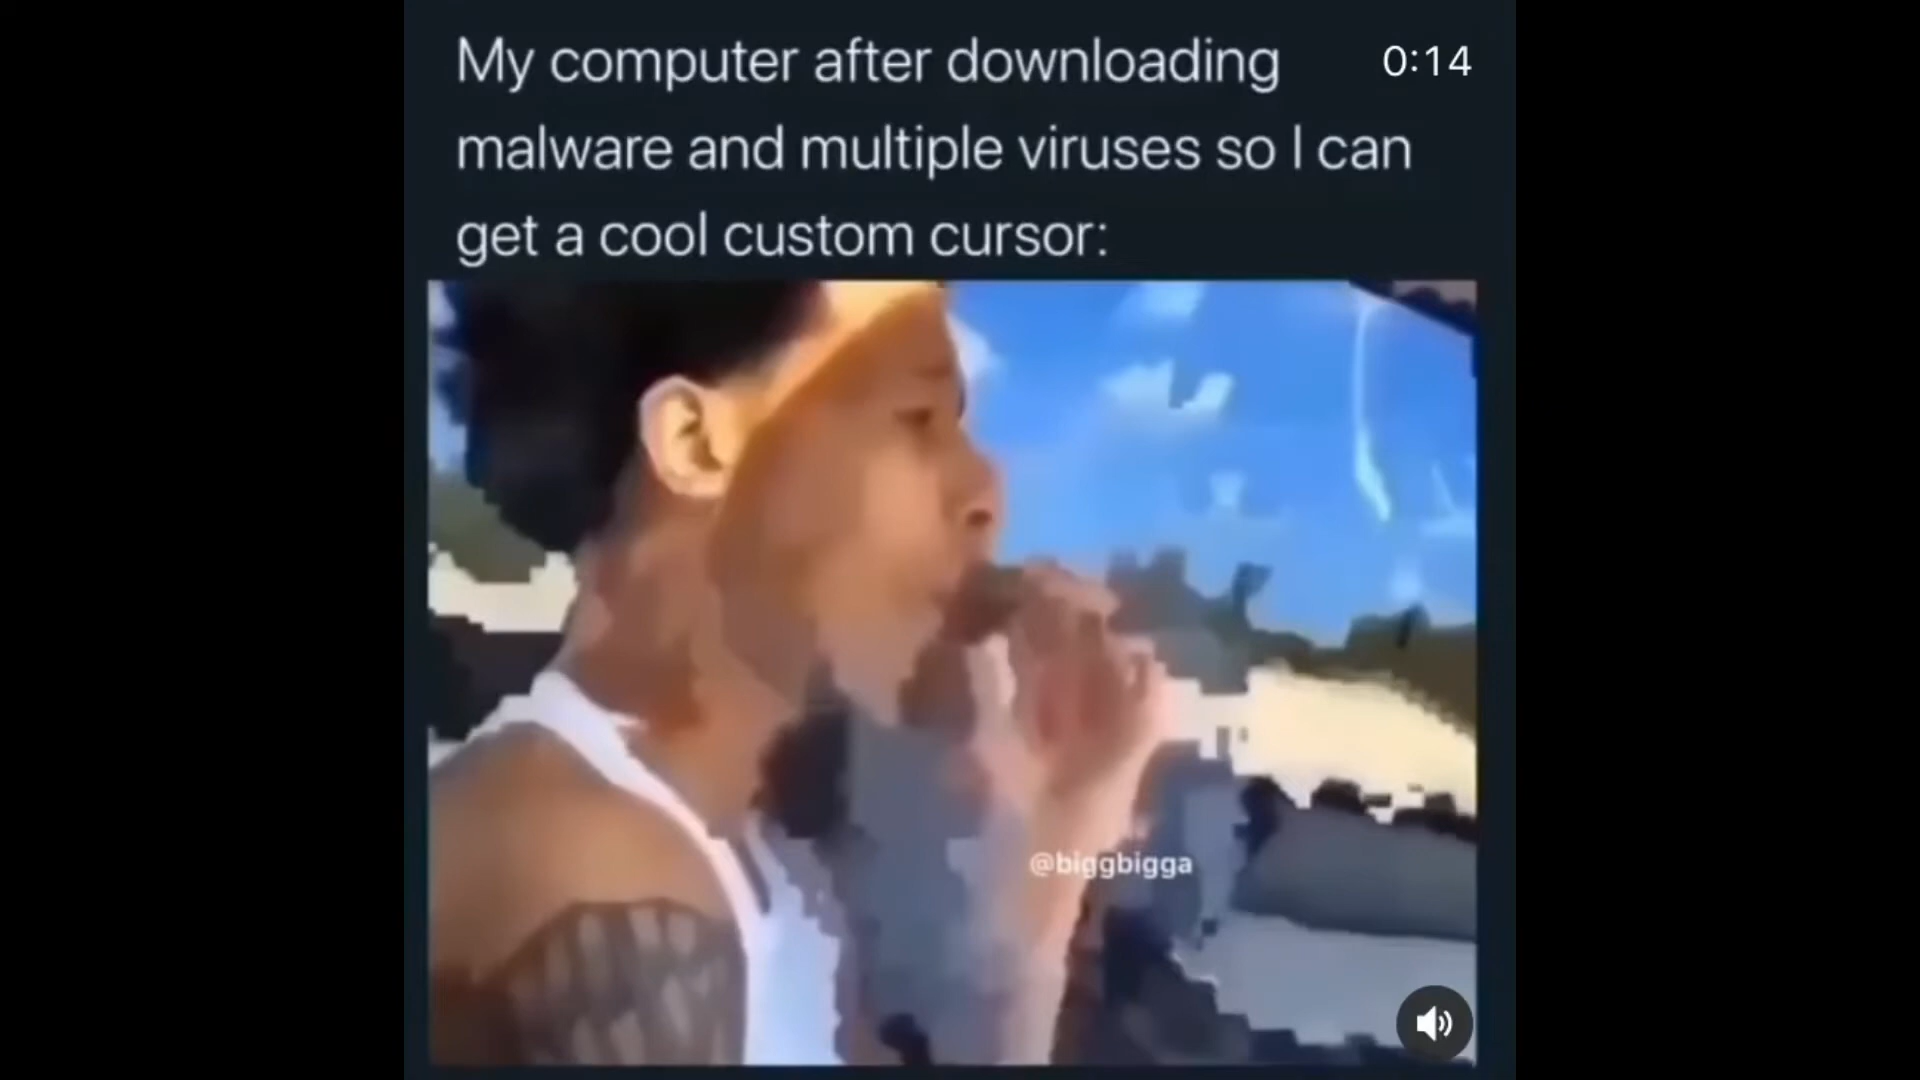 My computer after downloading
0:14
malware and multiple viruses so I can
get a cool custom cursor:
@biggbigga